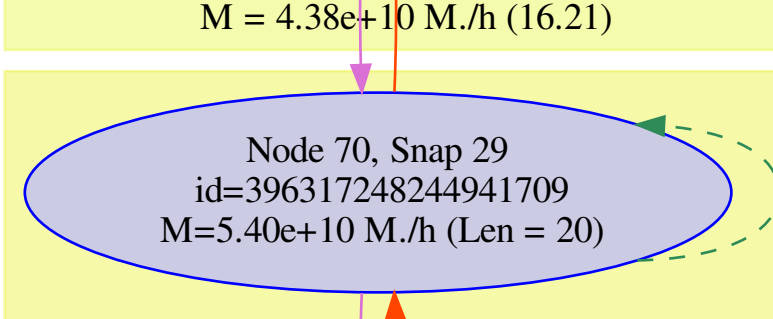 M = 4.38e+10 M./h (16.21)
Node 70, Snap 29
id=396317248244941709
M=5.40e+10 M./h (Len = 20)